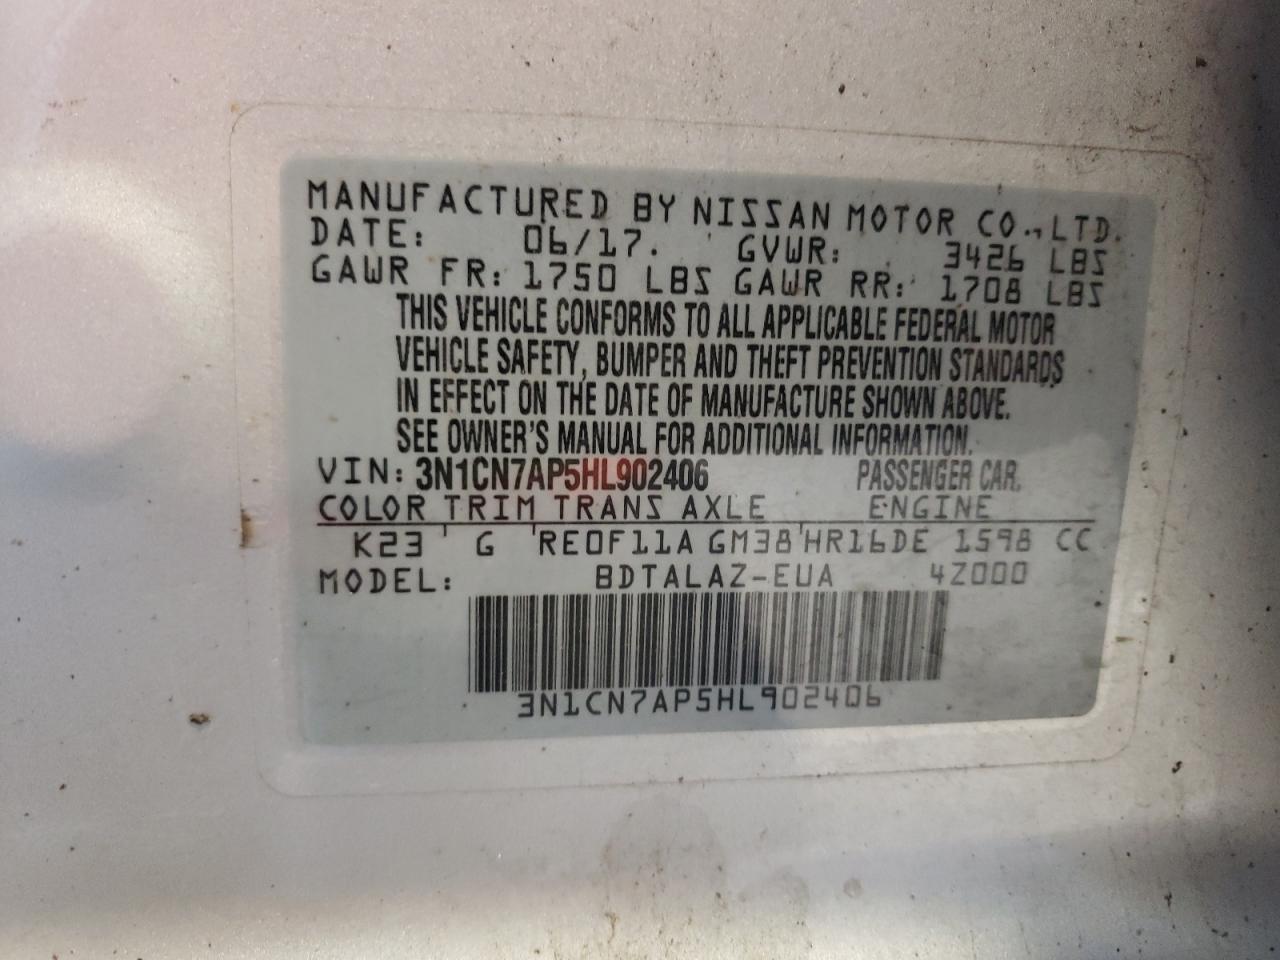 MANUFACTURED BY NISSAN MOTOR CO., LTD.
DATE: 06/17. GVWR: 3426 LBS
GAWR FR: 1750 LBS GAWR RR: 1708 LBS
THIS VEHICLE CONFORMS TO ALL APPLICABLE FEDERAL MOTOR
VEHICLE SAFETY, BUMPER AND THEFT PREVENTION STANDARDS
IN EFFECT ON THE DATE OF MANUFACTURE SHOWN ABOVE.
SEE OWNER'S MANUAL FOR ADDITIONAL INFORMATION.
VIN: 3N1CN7AP5HL902406 PASSENGER CAR.
COLOR TRIM TRANS AXLE ENGINE
K23 G RE0F11A GM38 HR16DE 1598 CC
MODEL: BDTALAZ-EUA 4Z000
3N1CN7AP5HL902406